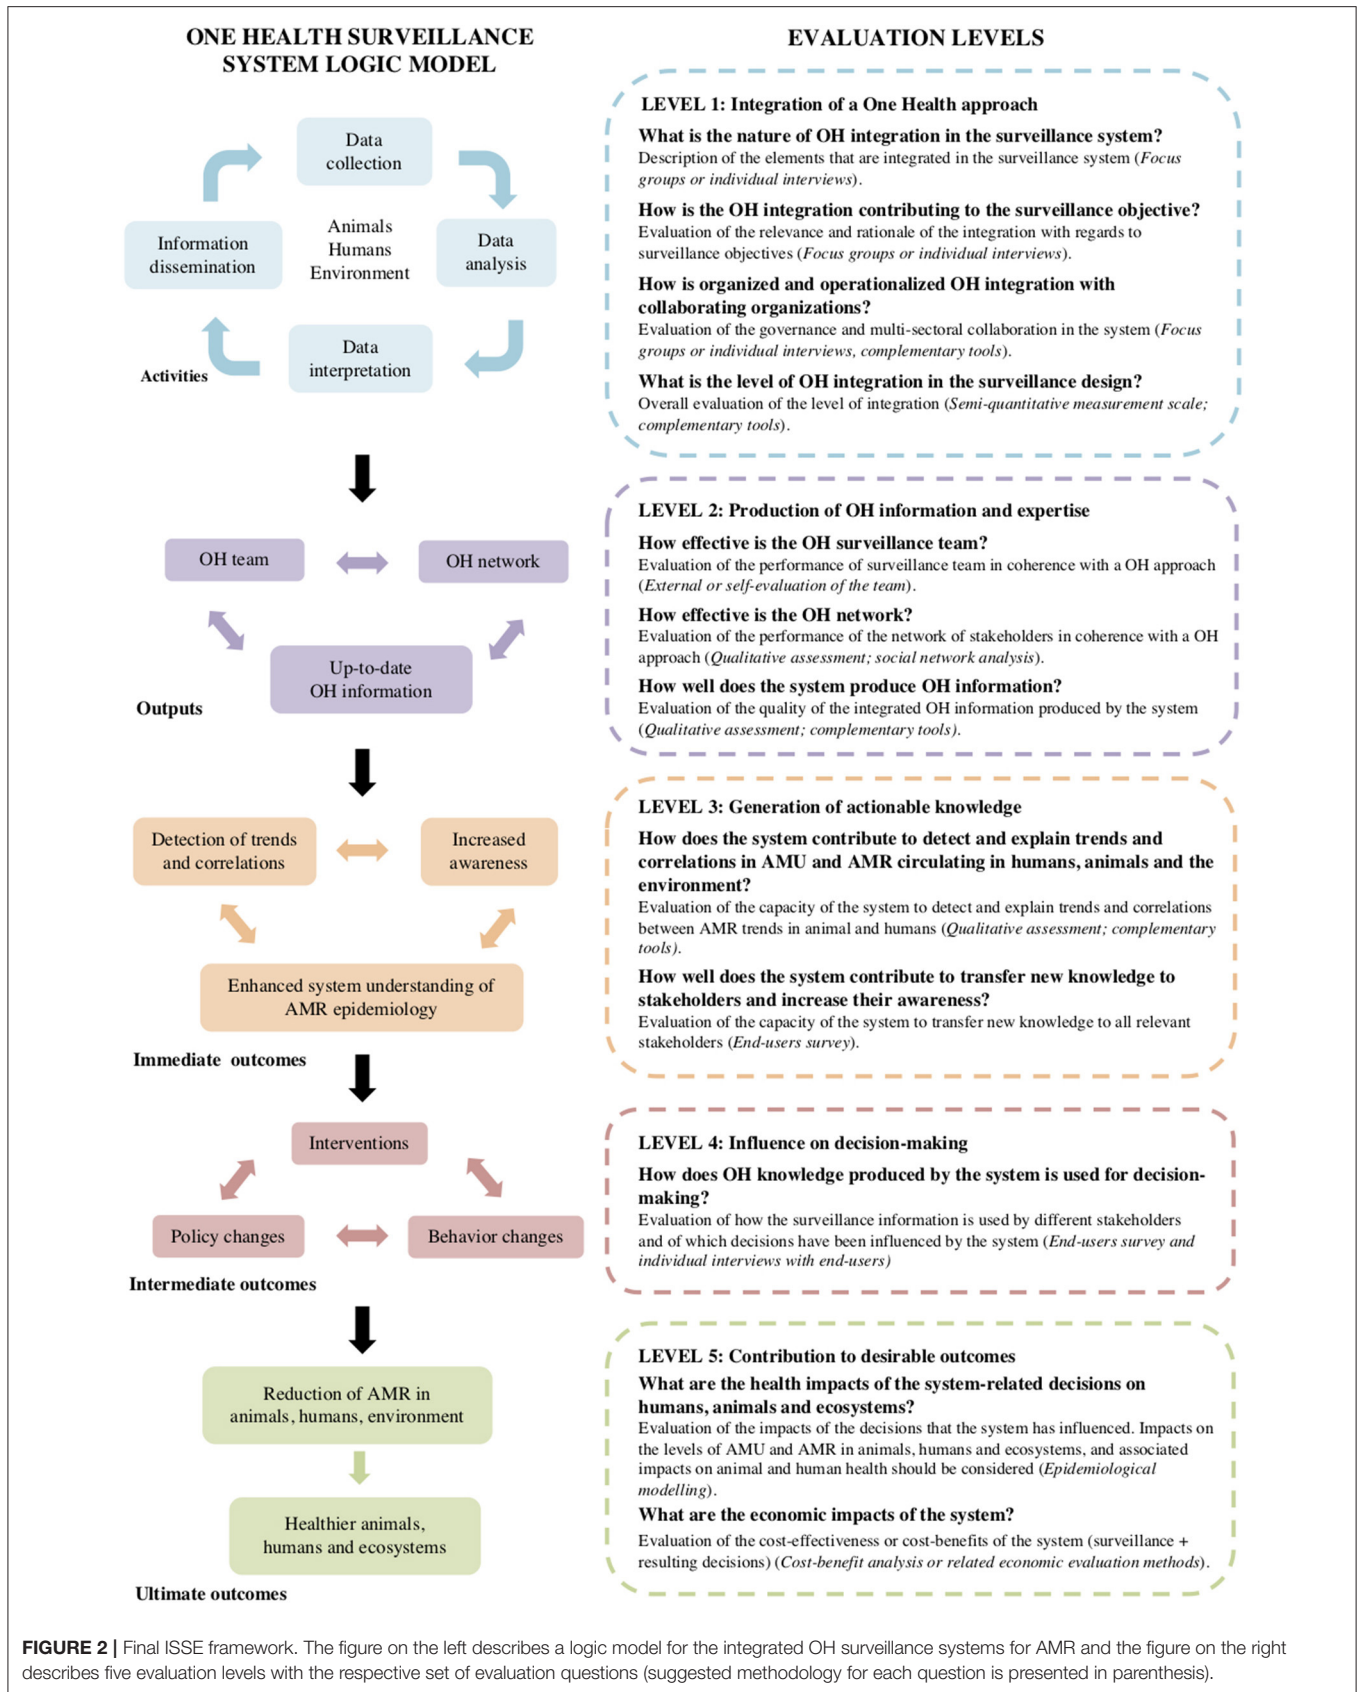 ONE HEALTH SURVEILLANCE
SYSTEM LOGIC MODEL
Data
collection
Information
dissemination
Animals
Humans
Environment
Data
analysis
Data
interpretation
Activities
OH team
OH network
Up-to-date
OH information
Outputs
Detection of trends
and correlations
Increased
awareness
Enhanced system understanding of
AMR epidemiology
Immediate outcomes
Interventions
Policy changes
Behavior changes
Intermediate outcomes
Reduction of AMR in
animals, humans, environment
Healthier animals,
humans and ecosystems
Ultimate outcomes
EVALUATION LEVELS
LEVEL 1: Integration of a One Health approach
What is the nature of OH integration in the surveillance system?
Description of the elements that are integrated in the surveillance system (Focus
groups or individual interviews).
How is the OH integration contributing to the surveillance objective?
Evaluation of the relevance and rationale of the integration with regards to
surveillance objectives (Focus groups or individual interviews).
How is organized and operationalized OH integration with
collaborating organizations?
Evaluation of the governance and multi-sectoral collaboration in the system (Focus
groups or individual interviews, complementary tools).
What is the level of OH integration in the surveillance design?
Overall evaluation of the level of integration (Semi-quantitative measurement scale;
complementary tools).
LEVEL 2: Production of OH information and expertise
How effective is the OH surveillance team?
Evaluation of the performance of surveillance team in coherence with a OH approach
(External or self-evaluation of the team).
How effective is the OH network?
Evaluation of the performance of the network of stakeholders in coherence with a OH
approach (Qualitative assessment; social network analysis).
How well does the system produce OH information?
Evaluation of the quality of the integrated OH information produced by the system
(Qualitative assessment; complementary tools).
LEVEL 3: Generation of actionable knowledge
How does the system contribute to detect and explain trends and
correlations in AMU and AMR circulating in humans, animals and the
environment?
Evaluation of the capacity of the system to detect and explain trends and correlations
between AMR trends in animal and humans (Qualitative assessment; complementary
tools).
How well does the system contribute to transfer new knowledge to
stakeholders and increase their awareness?
Evaluation of the capacity of the system to transfer new knowledge to all relevant
stakeholders (End-users survey).
LEVEL 4: Influence on decision-making
How does OH knowledge produced by the system is used for decision-
making?
Evaluation of how the surveillance information is used by different stakeholders
and of which decisions have been influenced by the system (End-users survey and
individual interviews with end-users)
LEVEL 5: Contribution to desirable outcomes
What are the health impacts of the system-related decisions on
humans, animals and ecosystems?
Evaluation of the impacts of the decisions that the system has influenced. Impacts on
the levels of AMU and AMR in animals, humans and ecosystems, and associated
impacts on animal and human health should be considered (Epidemiological
modelling).
What are the economic impacts of the system?
Evaluation of the cost-effectiveness or cost-benefits of the system (surveillance +
resulting decisions) (Cost-benefit analysis or related economic evaluation methods).
FIGURE 2 | Final ISSE framework. The figure on the left describes a logic model for the integrated OH surveillance systems for AMR and the figure on the right
describes five evaluation levels with the respective set of evaluation questions (suggested methodology for each question is presented in parenthesis).